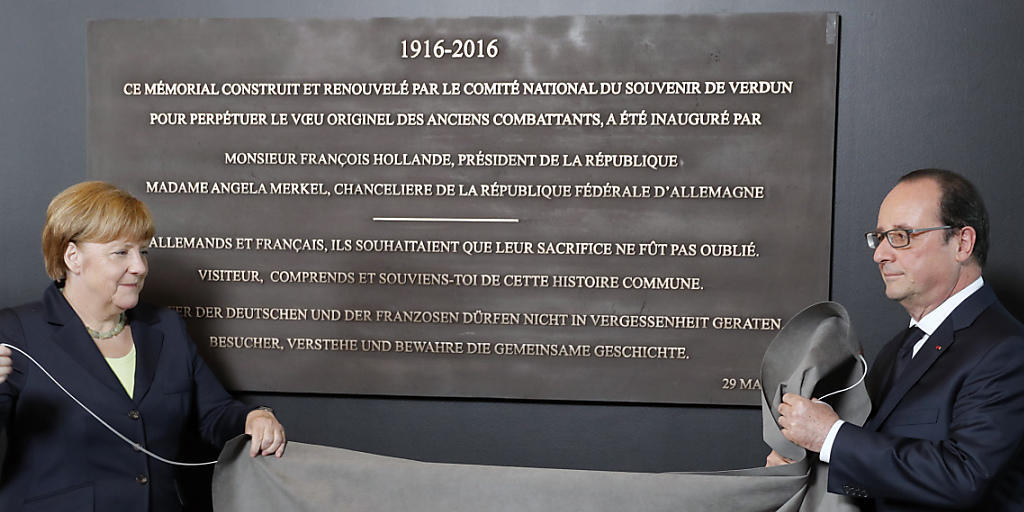 1916-2016
CE MÉMORIAL CONSTRUIT ET RENOUVELÉ PAR LE COMITÉ NATIONAL DU SOUVENIR DE VERDUN
POUR PERPÉTUER LE VŒU ORIGINEL DES ANCIENS COMBATTANTS, A ÉTÉ INAUGURÉ PAR
MONSIEUR FRANÇOIS HOLLANDE, PRÉSIDENT DE LA RÉPUBLIQUE
MADAME ANGELA MERKEL, CHANCELIERE DE LA RÉPUBLIQUE FÉDÉRALE D'ALLEMAGNE
ALLEMANDS ET FRANÇAIS, ILS SOUHAITAIENT QUE LEUR SACRIFICE NE FÛT PAS OUBLIÉ.
VISITEUR, COMPRENDS ET SOUVIENS-TOI DE CETTE HISTOIRE COMMUNE.
DER DEUTSCHEN UND DER FRANZOSEN DÜRFEN NICHT IN VERGESSENHEIT GERATEN
BESUCHER, VERSTEHE UND BEWAHRE DIE GEMEINSAME GESCHICHTE.
29